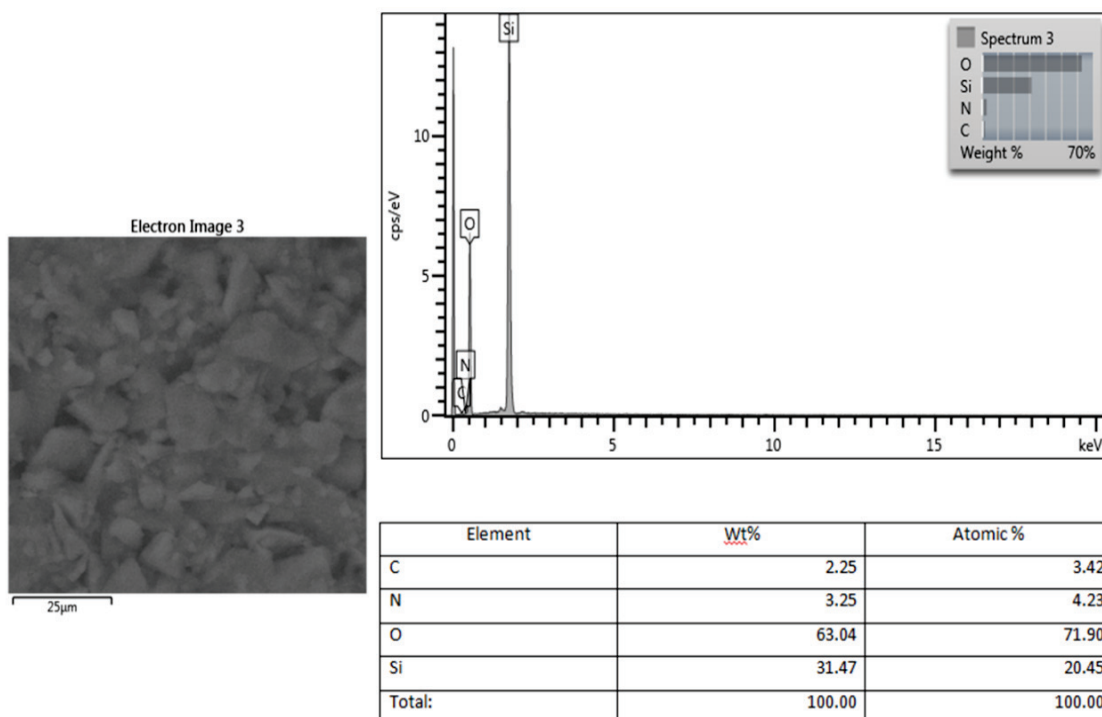 Electron Image 3
25µm
cps/eV
10
5
0
Si
O
N
C
0 5 10 15 keV
Spectrum 3
O
Si
N
C
Weight % 70%
Element Wt% Atomic %
C 2.25 3.42
N 3.25 4.23
O 63.04 71.90
Si 31.47 20.45
Total: 100.00 100.00